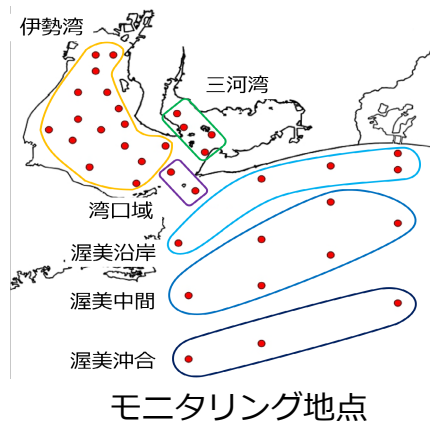 伊勢湾
三河湾
湾口域
渥美沿岸
渥美中間
渥美沖合
モニタリング地点